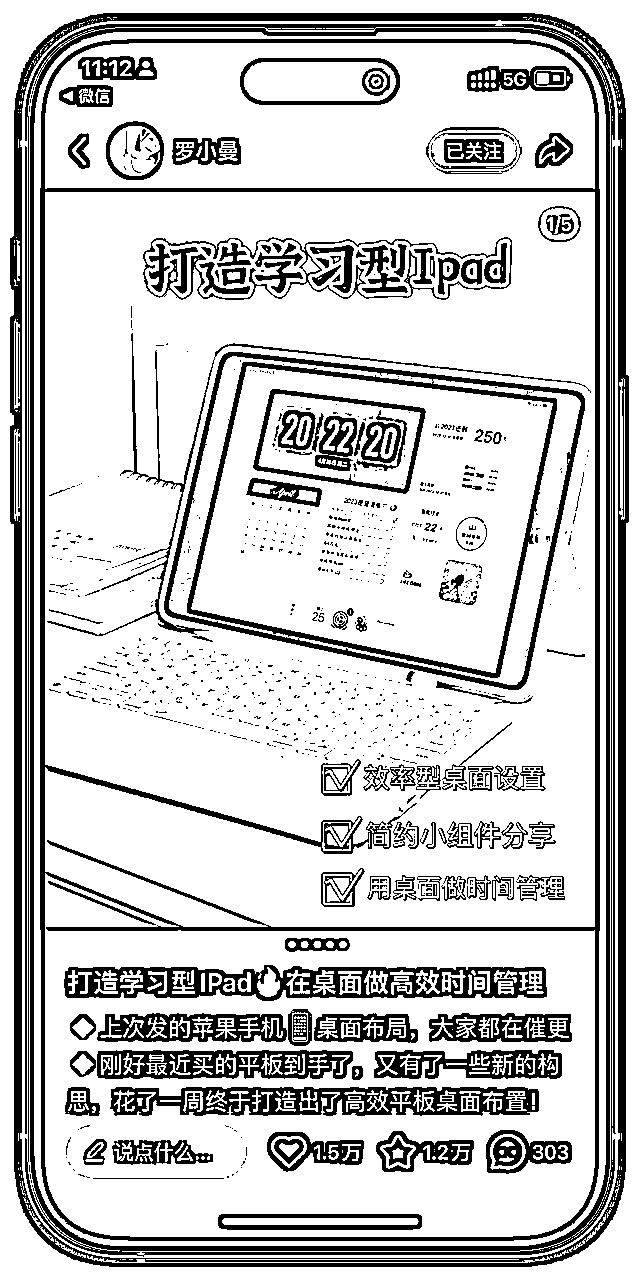 11:12
5G
微信
罗小曼
已关注
1/5
打造学习型Ipad
20 22 20
250
April
22
25
效率型桌面设置
简约小组件分享
用桌面做时间管理
打造学习型IPad🔥在桌面做高效时间管理
上次发的苹果手机📱桌面布局，大家都在催更
刚好最近买的平板到手了，又有了一些新的构
思，花了一周终于打造出了高效平板桌面布置！
说点什么...
1.5万
1.2万
303